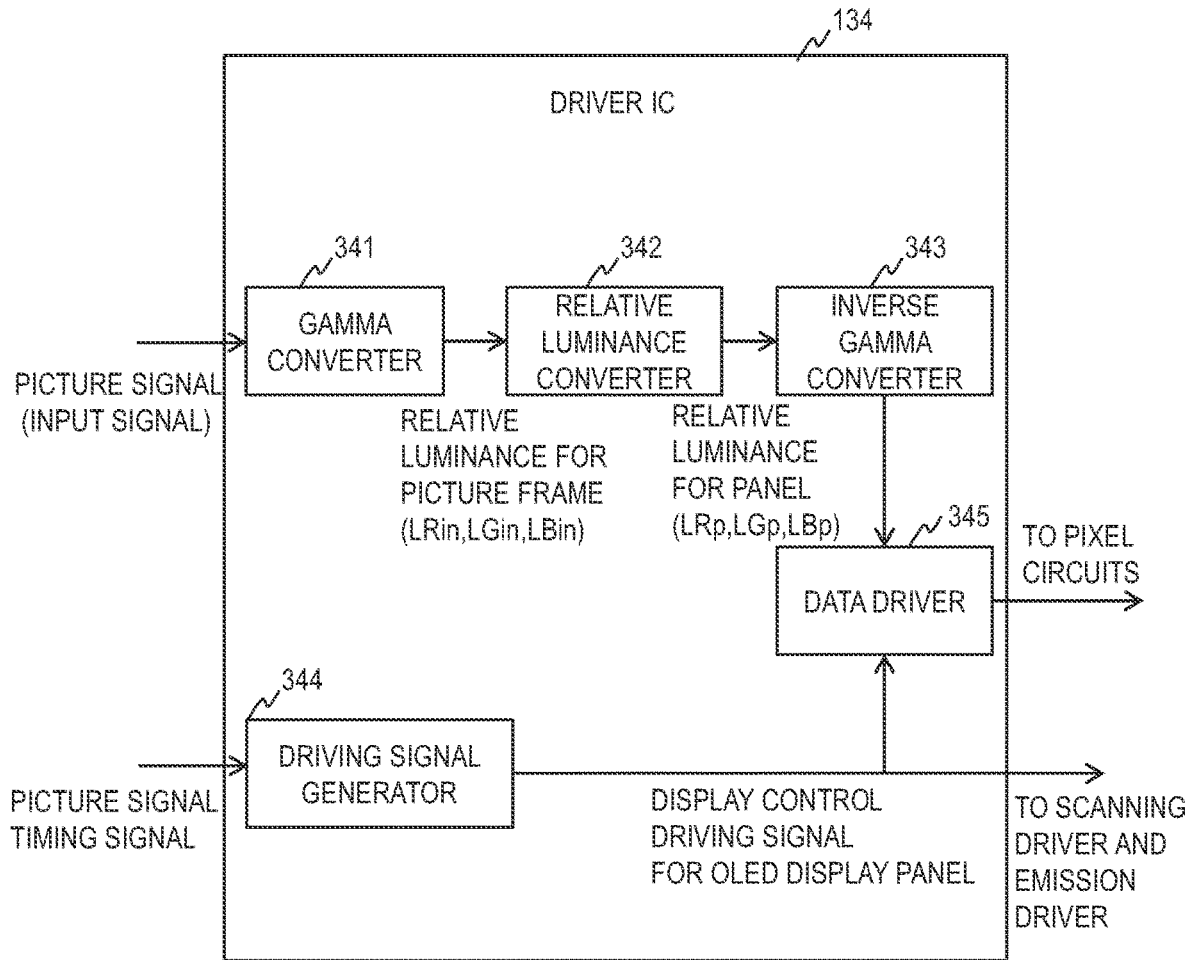 134
DRIVER IC
341
342
343
GAMMA
CONVERTER
RELATIVE
LUMINANCE
CONVERTER
INVERSE
GAMMA
CONVERTER
PICTURE SIGNAL
(INPUT SIGNAL)
RELATIVE
LUMINANCE FOR
PICTURE FRAME
(LRin,LGin,LBin)
RELATIVE
LUMINANCE
FOR PANEL
(LRp,LGp,LBp)
345
DATA DRIVER
TO PIXEL
CIRCUITS
344
DRIVING SIGNAL
GENERATOR
PICTURE SIGNAL
TIMING SIGNAL
DISPLAY CONTROL
DRIVING SIGNAL
FOR OLED DISPLAY PANEL
TO SCANNING
DRIVER AND
EMISSION
DRIVER